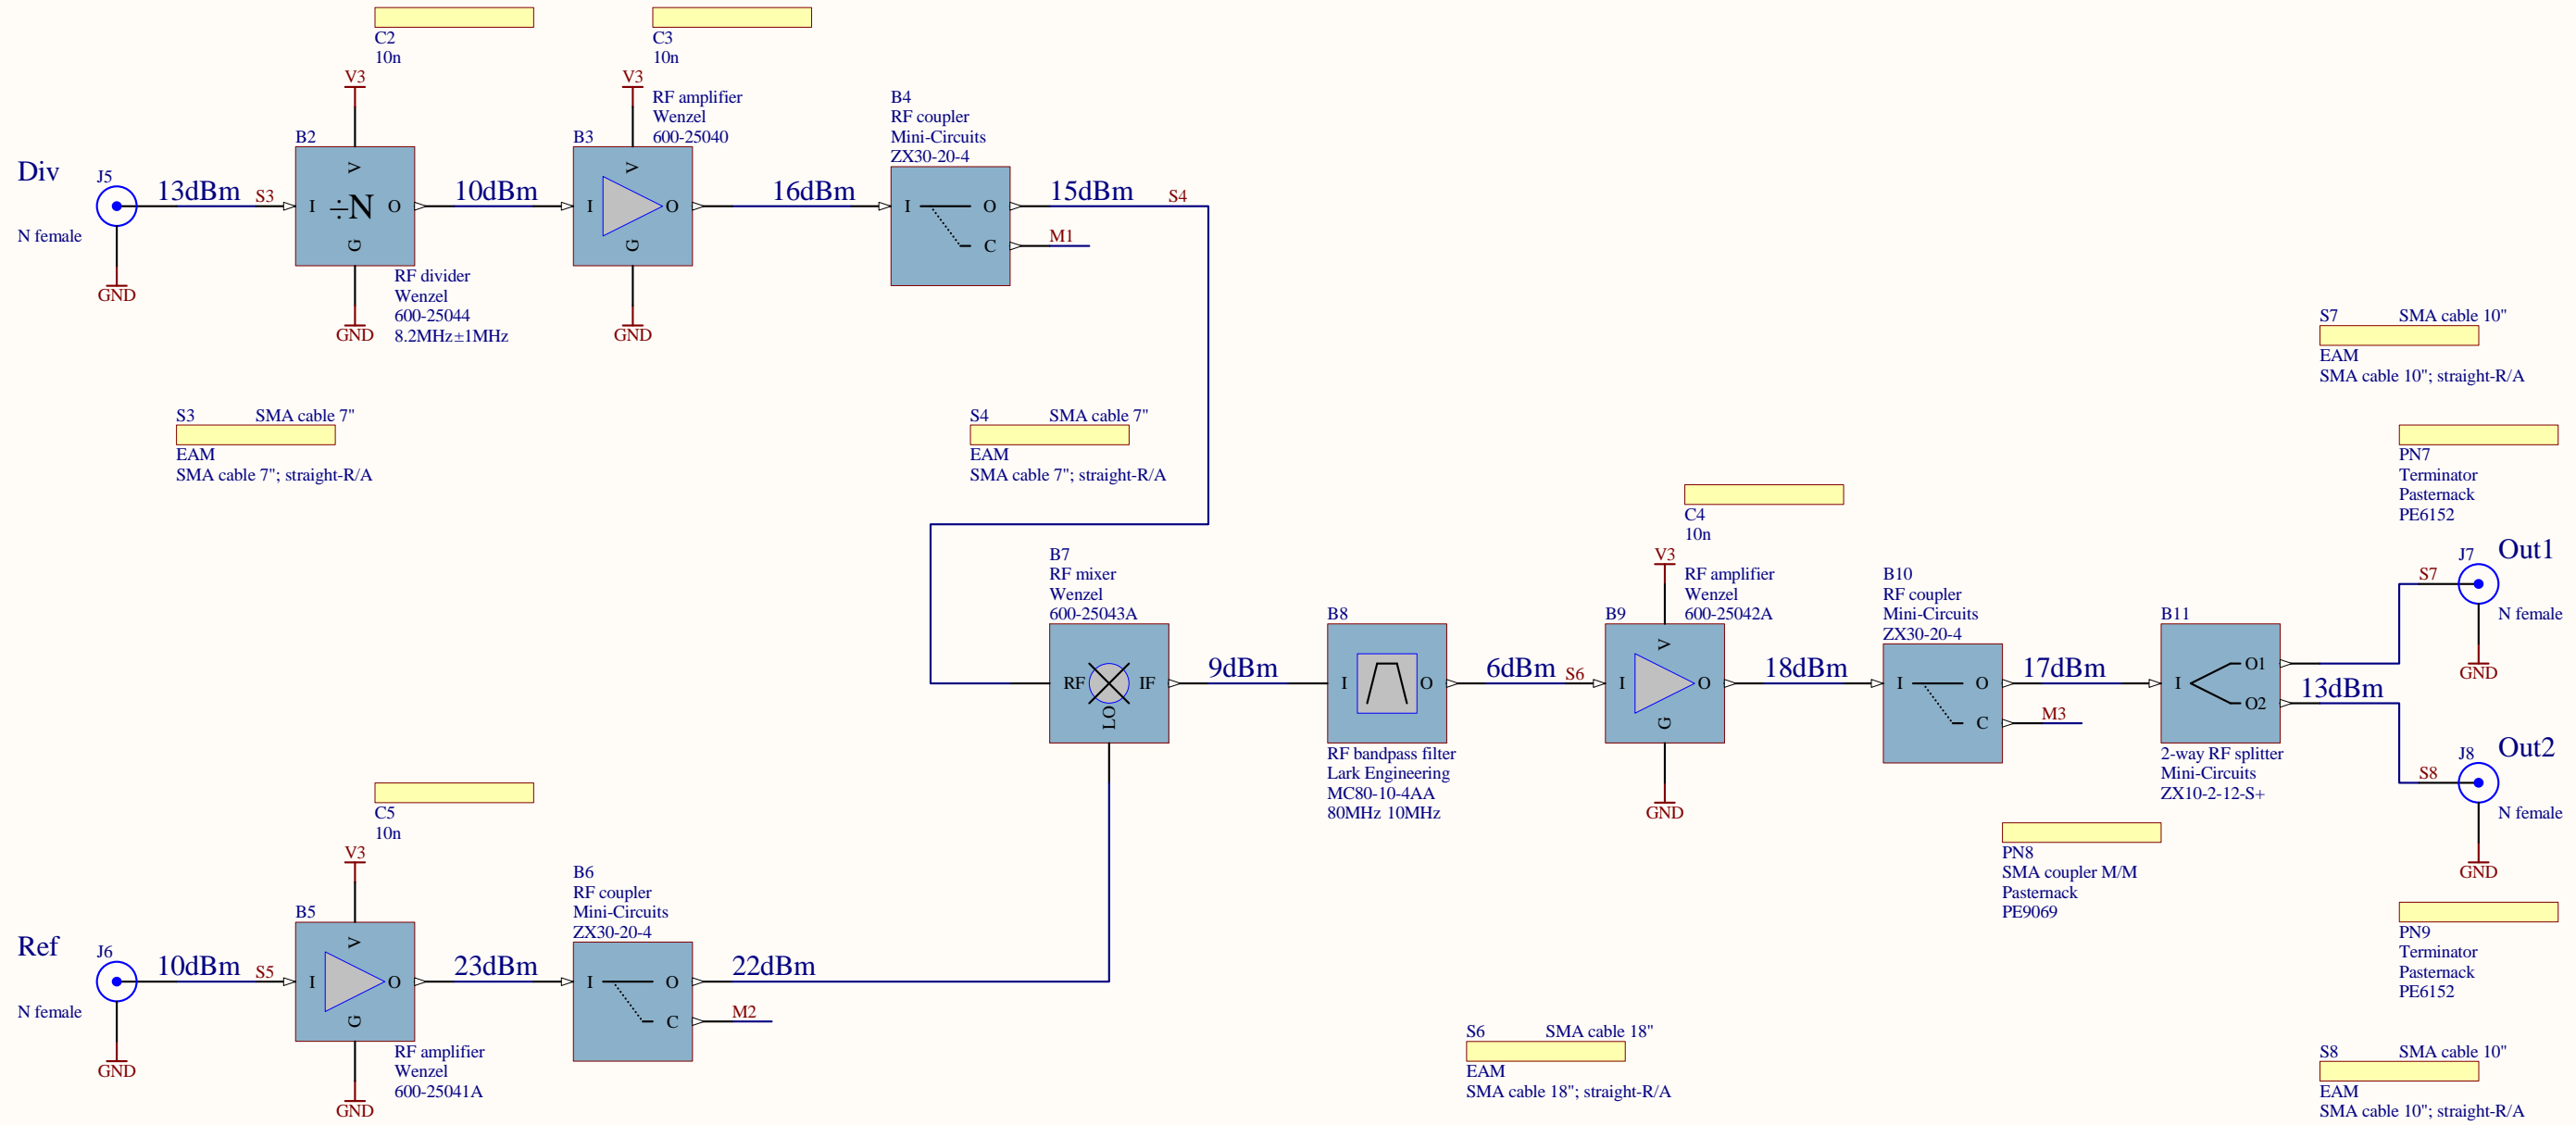 C2
10n
C3
10n
V3
V3
RF amplifier
Wenzel
600-25040
B2
B3
B4
RF coupler
Mini-Circuits
ZX30-20-4
Div
J5
N female
GND
13dBm
S3
I
÷N
O
V
G
GND
RF divider
Wenzel
600-25044
8.2MHz±1MHz
10dBm
I
O
V
G
GND
16dBm
I
O
C
15dBm
S4
M1
S3 SMA cable 7"
EAM
SMA cable 7"; straight-R/A
S4 SMA cable 7"
EAM
SMA cable 7"; straight-R/A
S7 SMA cable 10"
EAM
SMA cable 10"; straight-R/A
PN7
Terminator
Pasternack
PE6152
C4
10n
V3
B7
RF mixer
Wenzel
600-25043A
RF
IF
LO
9dBm
B8
I
O
RF bandpass filter
Lark Engineering
MC80-10-4AA
80MHz 10MHz
6dBm
S6
B9
RF amplifier
Wenzel
600-25042A
I
O
V
G
GND
18dBm
B10
RF coupler
Mini-Circuits
ZX30-20-4
I
O
C
17dBm
M3
B11
I
O1
O2
2-way RF splitter
Mini-Circuits
ZX10-2-12-S+
13dBm
S7
J7
Out1
N female
GND
S8
J8
Out2
N female
GND
PN8
SMA coupler M/M
Pasternack
PE9069
PN9
Terminator
Pasternack
PE6152
C5
10n
V3
Ref
J6
N female
GND
10dBm
S5
B5
I
O
V
G
GND
RF amplifier
Wenzel
600-25041A
23dBm
B6
RF coupler
Mini-Circuits
ZX30-20-4
I
O
C
22dBm
M2
S6 SMA cable 18"
EAM
SMA cable 18"; straight-R/A
S8 SMA cable 10"
EAM
SMA cable 10"; straight-R/A